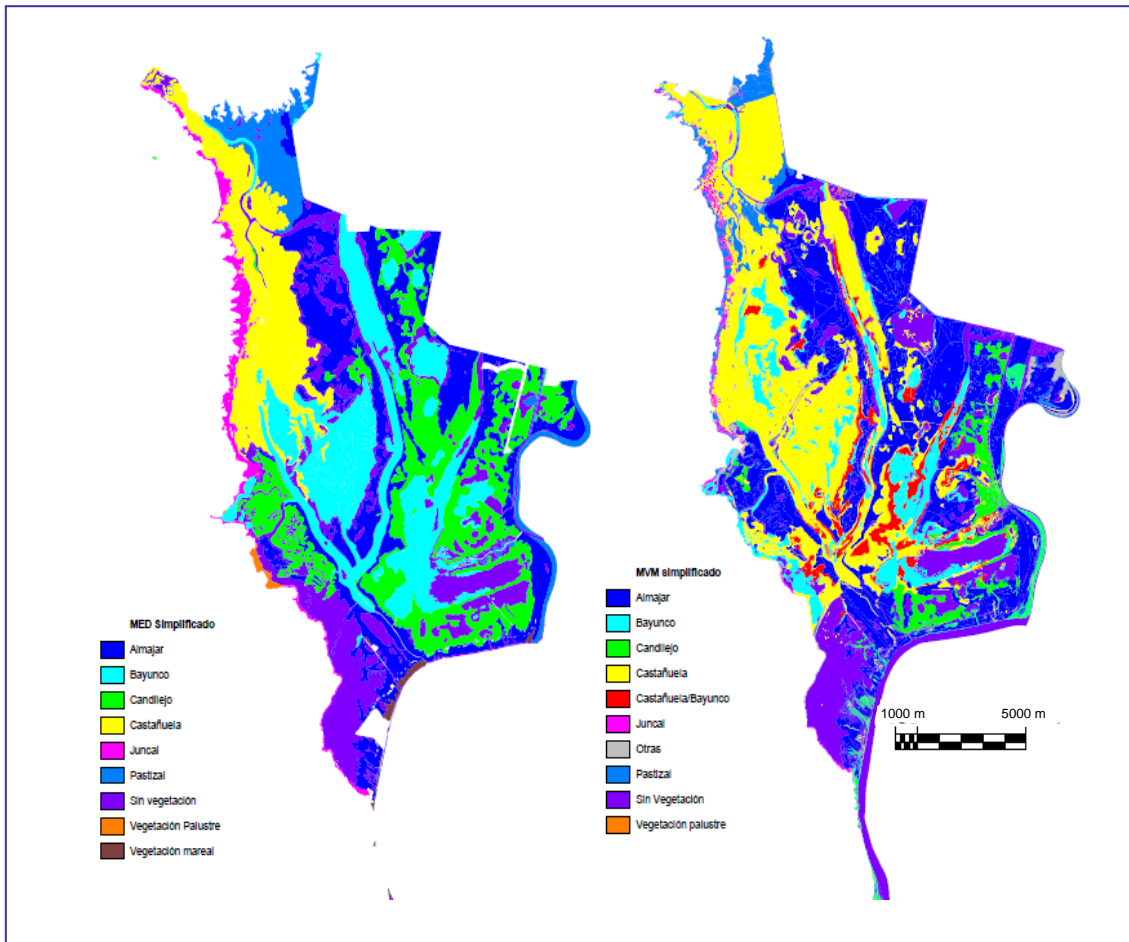 MED Simplificado
Almajar
Bayunco
Candilejo
Castañuela
Juncal
Pastizal
Sin vegetación
Vegetación Palustre
Vegetación mareal
MVM simplificado
Almajar
Bayunco
Candilejo
Castañuela
Castañuela/Bayunco
Juncal
Otras
Pastizal
Sin Vegetación
Vegetación palustre
1000 m 5000 m